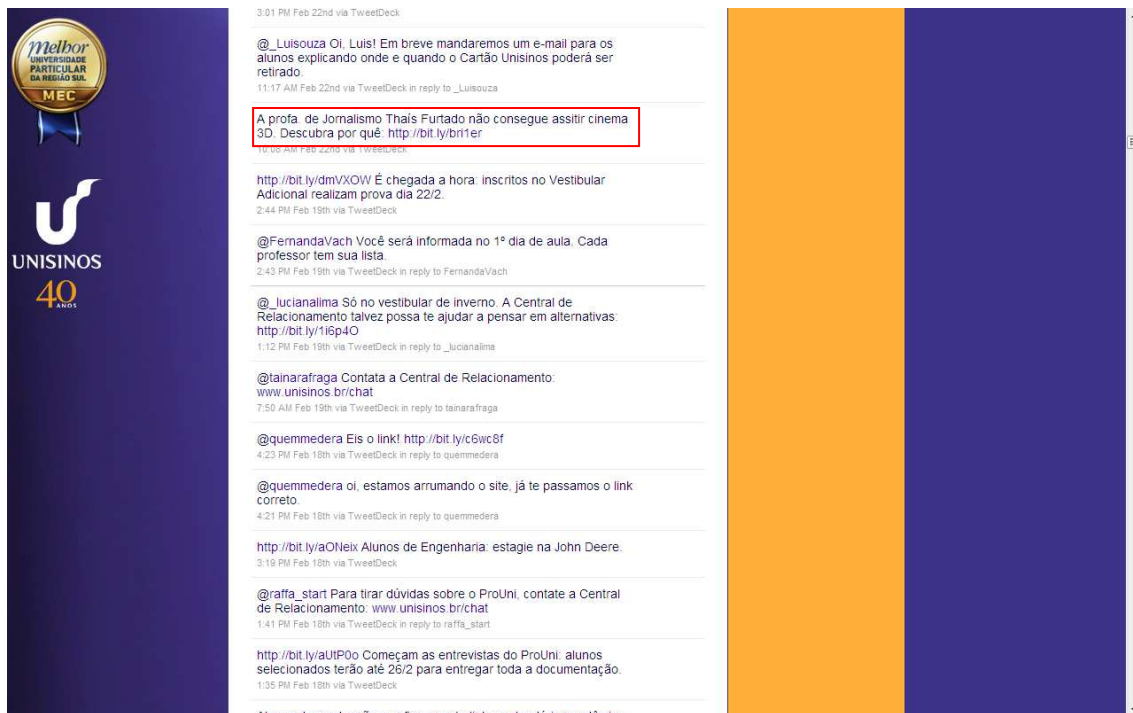 Melhor
UNIVERSIDADE
PARTICULAR
DA REGIÃO SUL
MEC
UNISINOS
40
ANOS
3:01 PM Feb 22nd via TweetDeck
@_Luisouza Oi, Luis! Em breve mandaremos um e-mail para os
alunos explicando onde e quando o Cartão Unisinos poderá ser
retirado.
11:17 AM Feb 22nd via TweetDeck in reply to _Luisouza
A profa. de Jornalismo Thaís Furtado não consegue assitir cinema
3D. Descubra por quê: http://bit.ly/bri1er
10:08 AM Feb 22nd via TweetDeck
http://bit.ly/dmVXOW É chegada a hora: inscritos no Vestibular
Adicional realizam prova dia 22/2.
2:44 PM Feb 19th via TweetDeck
@FernandaVach Você será informada no 1º dia de aula. Cada
professor tem sua lista.
2:43 PM Feb 19th via TweetDeck in reply to FernandaVach
@_lucianalima Só no vestibular de inverno. A Central de
Relacionamento talvez possa te ajudar a pensar em alternativas:
http://bit.ly/1i6p4O
1:12 PM Feb 19th via TweetDeck in reply to _lucianalima
@tainarafraga Contata a Central de Relacionamento:
www.unisinos.br/chat
7:50 AM Feb 19th via TweetDeck in reply to tainarafraga
@quemmedera Eis o link! http://bit.ly/c6wc8f
4:23 PM Feb 18th via TweetDeck in reply to quemmedera
@quemmedera oi, estamos arrumando o site, já te passamos o link
correto.
4:21 PM Feb 18th via TweetDeck in reply to quemmedera
http://bit.ly/aONeix Alunos de Engenharia: estagie na John Deere.
3:19 PM Feb 18th via TweetDeck
@raffa_start Para tirar dúvidas sobre o ProUni, contate a Central
de Relacionamento: www.unisinos.br/chat
1:41 PM Feb 18th via TweetDeck in reply to raffa_start
http://bit.ly/aUtP0o Começam as entrevistas do ProUni: alunos
selecionados terão até 26/2 para entregar toda a documentação.
1:35 PM Feb 18th via TweetDeck